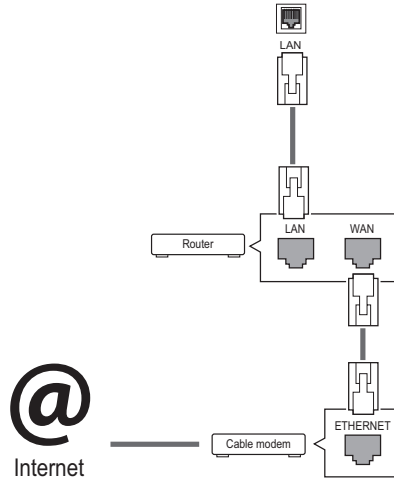 LAN
LAN WAN
Router
ETHERNET
Cable modem
@
Internet